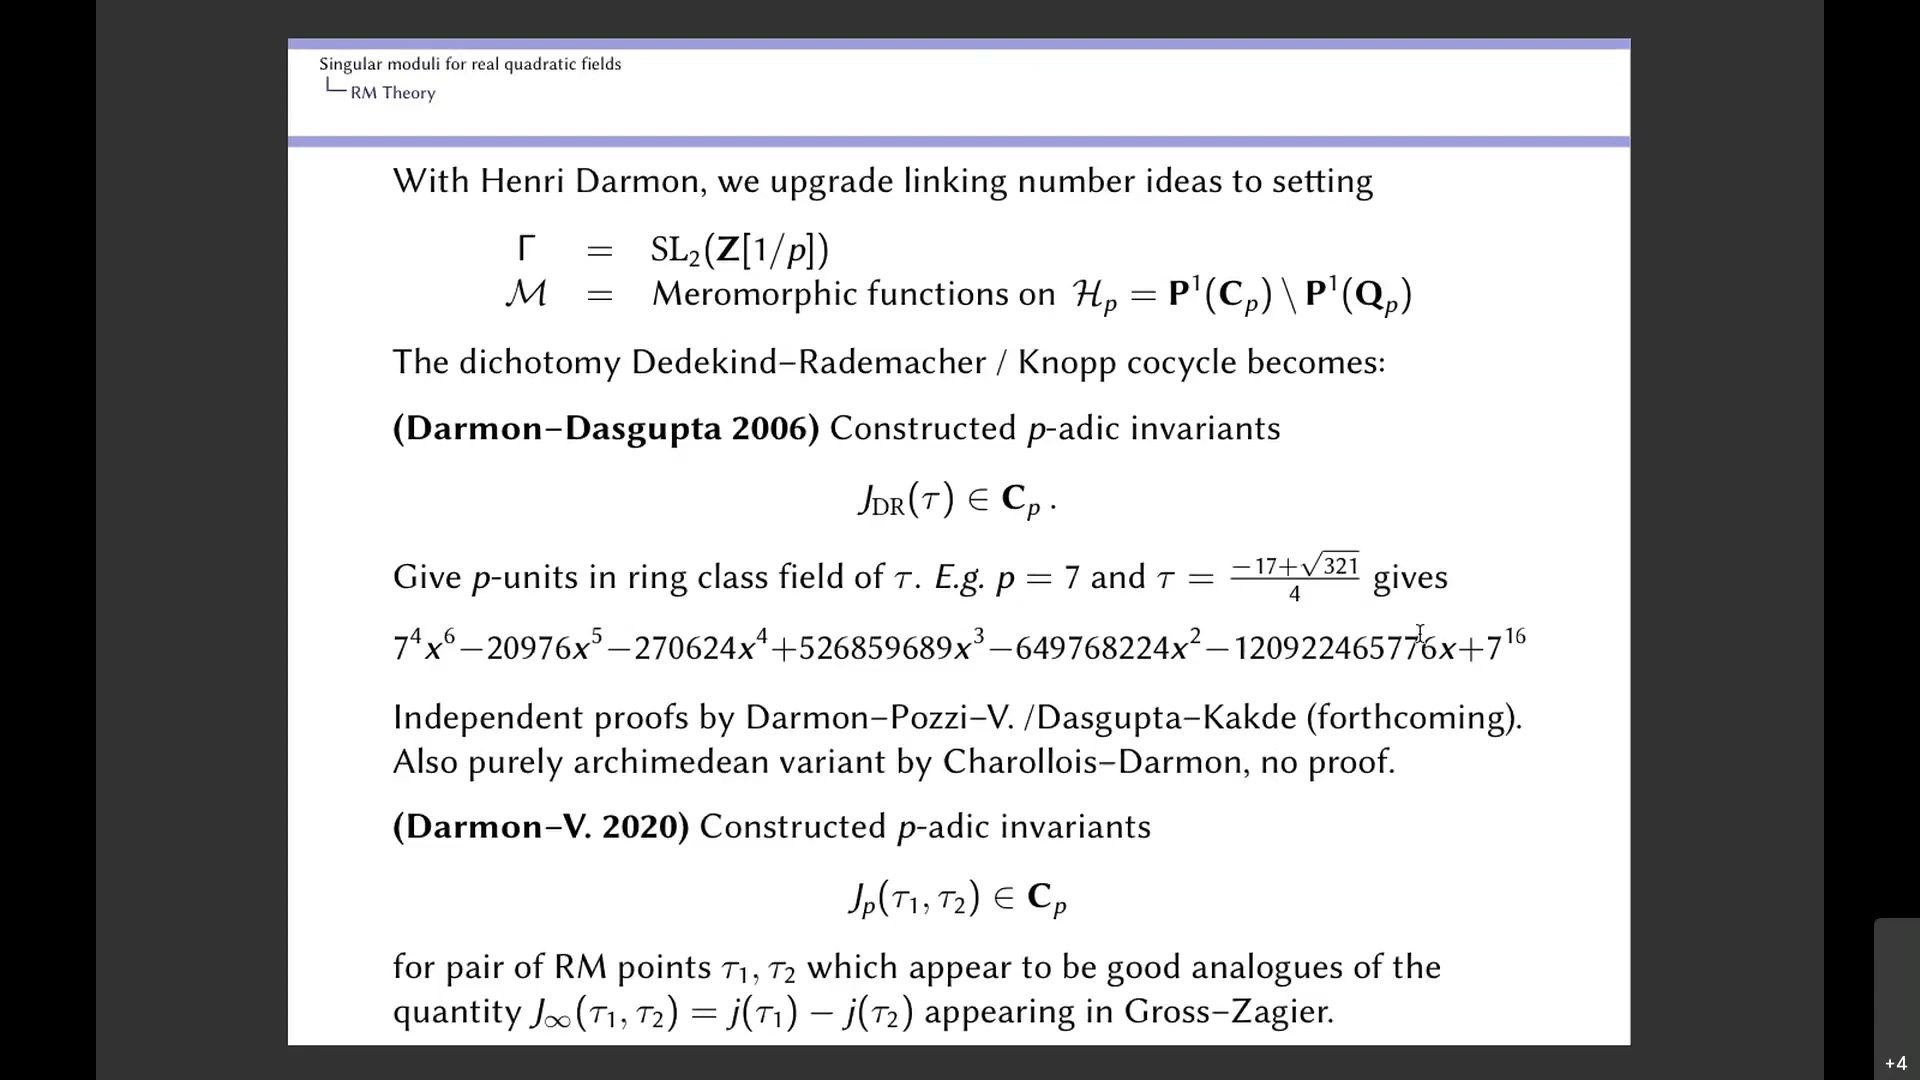 Singular moduli for real quadratic fields
RM Theory
With Henri Darmon, we upgrade linking number ideas to setting
Γ = SL₂(Z[1/p])
ℳ = Meromorphic functions on ℋₚ = P¹(Cₚ) \ P¹(Qₚ)
The dichotomy Dedekind–Rademacher / Knopp cocycle becomes:
(Darmon–Dasgupta 2006) Constructed p-adic invariants
J_DR(τ) ∈ Cₚ .
Give p-units in ring class field of τ. E.g. p = 7 and τ = (−17+√321)/4 gives
7⁴x⁶−20976x⁵−270624x⁴+526859689x³−649768224x²−120922465776x+7¹⁶
Independent proofs by Darmon–Pozzi–V. /Dasgupta–Kakde (forthcoming).
Also purely archimedean variant by Charollois–Darmon, no proof.
(Darmon–V. 2020) Constructed p-adic invariants
Jₚ(τ₁, τ₂) ∈ Cₚ
for pair of RM points τ₁, τ₂ which appear to be good analogues of the
quantity J∞(τ₁, τ₂) = j(τ₁) − j(τ₂) appearing in Gross–Zagier.
+4